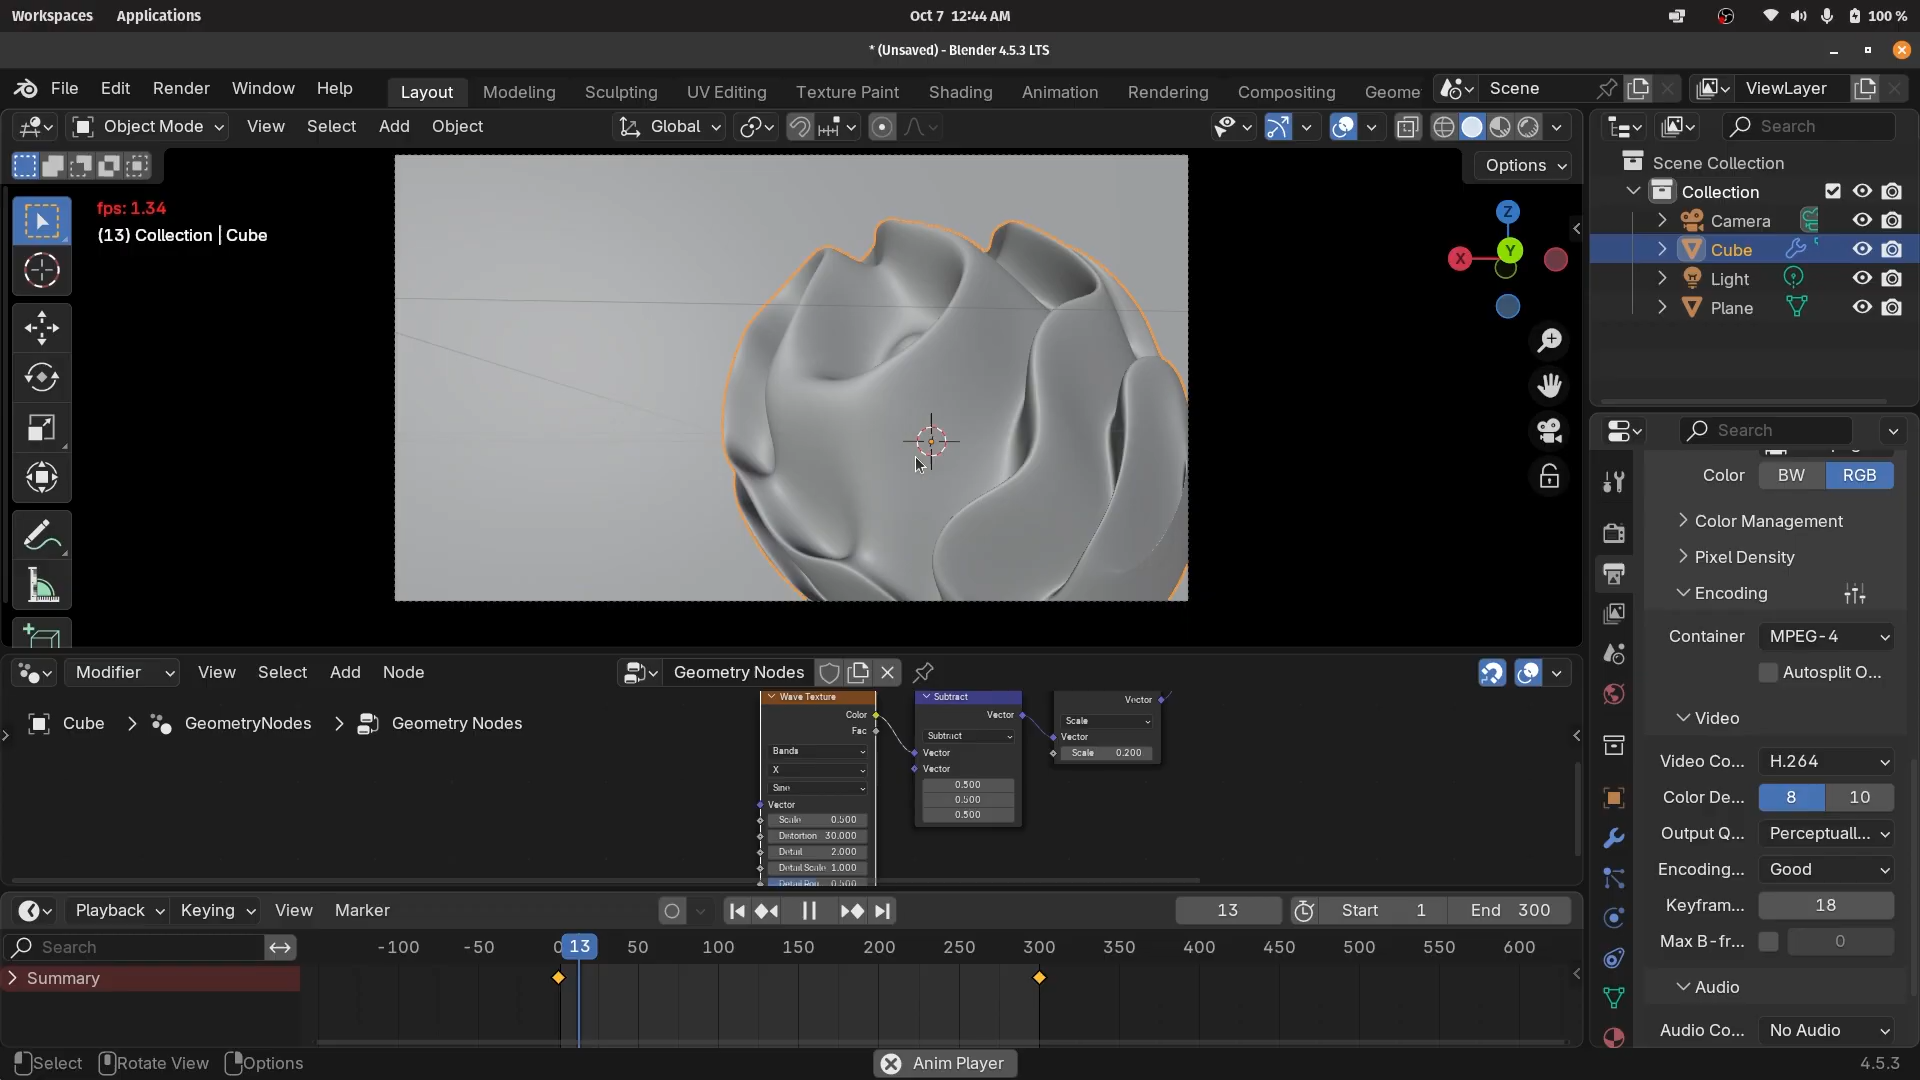 Workspaces Applications Oct 7 12:44 AM 100 %
* (Unsaved) - Blender 4.5.3 LTS
File Edit Render Window Help Layout Modeling Sculpting UV Editing Texture Paint Shading Animation Rendering Compositing Geome Scene ViewLayer
Object Mode View Select Add Object Global Search
Options
Scene Collection
Collection
Camera
Cube
Light
Plane
fps: 1.34
(13) Collection | Cube
Z
Y
X
Search
Color BW RGB
Color Management
Pixel Density
Encoding
Container MPEG-4
Autosplit O...
Video
Video Co... H.264
Color De... 8 10
Output Q... Perceptuall...
Encoding... Good
Keyfram... 18
Max B-fr... 0
Audio
Audio Co... No Audio
Modifier View Select Add Node Geometry Nodes
Cube > GeometryNodes > Geometry Nodes
Wave Texture
Color
Fac
Bands
X
Sine
Vector
Scale 0.500
Distortion 30.000
Detail 2.000
Detail Scale 1.000
Detail Rou 0.500
Subtract
Vector
Subtract
Vector
Vector
0.500
0.500
0.500
Vector
Scale
Vector
Scale 0.200
Playback Keying View Marker 13 Start 1 End 300
Search -100 -50 0 13 50 100 150 200 250 300 350 400 450 500 550 600
Summary
Select Rotate View Options Anim Player 4.5.3